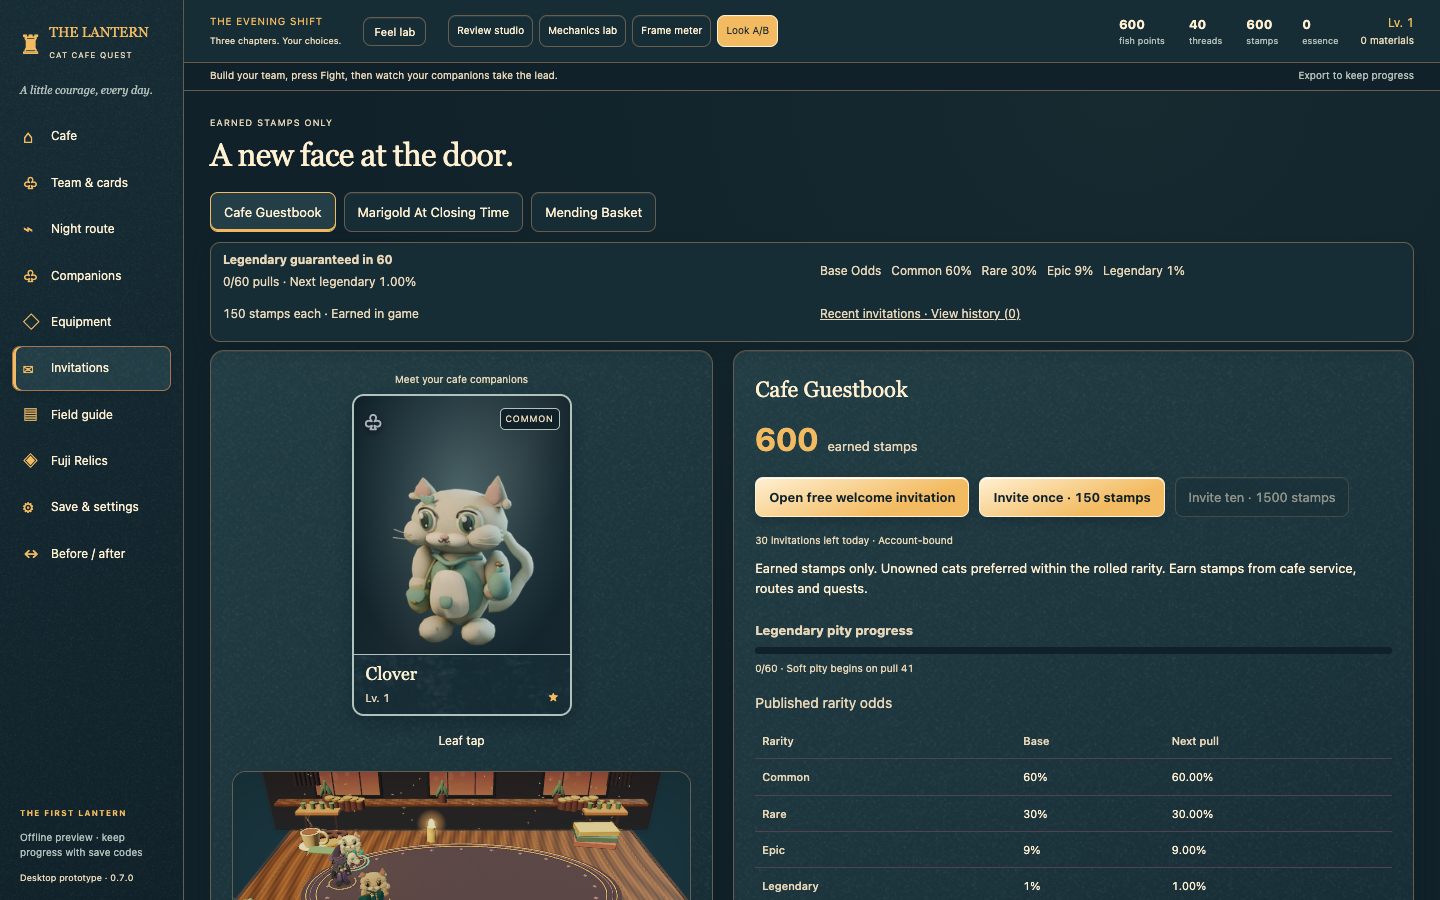 THE LANTERN
CAT CAFE QUEST
A little courage, every day.
Cafe
Team & cards
Night route
Companions
Equipment
Invitations
Field guide
Fuji Relics
Save & settings
Before / after
THE FIRST LANTERN
Offline preview · keep
progress with save codes
Desktop prototype · 0.7.0
THE EVENING SHIFT
Three chapters. Your choices.
Feel lab
Review studio
Mechanics lab
Frame meter
Look A/B
600
fish points
40
threads
600
stamps
0
essence
Lv. 1
0 materials
Build your team, press Fight, then watch your companions take the lead.
Export to keep progress
EARNED STAMPS ONLY
A new face at the door.
Cafe Guestbook
Marigold At Closing Time
Mending Basket
Legendary guaranteed in 60
0/60 pulls · Next legendary 1.00%
150 stamps each · Earned in game
Base Odds Common 60% Rare 30% Epic 9% Legendary 1%
Recent invitations · View history (0)
Meet your cafe companions
COMMON
Clover
Lv. 1
Leaf tap
Cafe Guestbook
600 earned stamps
Open free welcome invitation
Invite once · 150 stamps
Invite ten · 1500 stamps
30 invitations left today · Account-bound
Earned stamps only. Unowned cats preferred within the rolled rarity. Earn stamps from cafe service,
routes and quests.
Legendary pity progress
0/60 · Soft pity begins on pull 41
Published rarity odds
Rarity Base Next pull
Common 60% 60.00%
Rare 30% 30.00%
Epic 9% 9.00%
Legendary 1% 1.00%